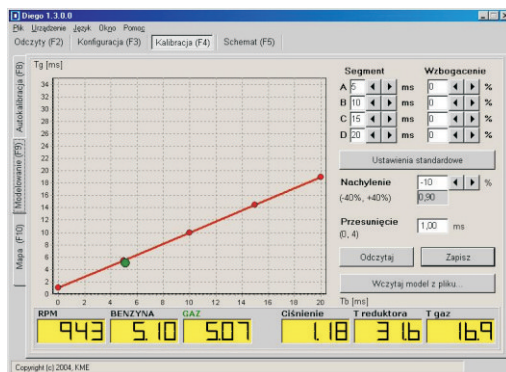 Diego 1.3.0.0
Plik Urządzenie Język Okno Pomoc
Odczyty (F2) Konfiguracja (F3) Kalibracja (F4) Schemat (F5)
Autokalibracja (F8)
Modelowanie (F9)
Mapa (F10)
Tg [ms]
34
32
30
28
26
24
22
20
18
16
14
12
10
8
6
4
2
0
0 2 4 6 8 10 12 14 16 18 20
Tb [ms]
Segment Wzbogacenie
A 5 ms 0 %
B 10 ms 0 %
C 15 ms 0 %
D 20 ms 0 %
Ustawienia standardowe
Nachylenie -10 %
(-40%, +40%) 0,90
Przesunięcie 1,00 ms
(0, 4)
Odczytaj Zapisz
Wczytaj model z pliku...
RPM BENZYNA GAZ Ciśnienie T reduktora T gaz
943 5.10 5.07 1.18 31.6 16.9
Copyright (c) 2004, KME